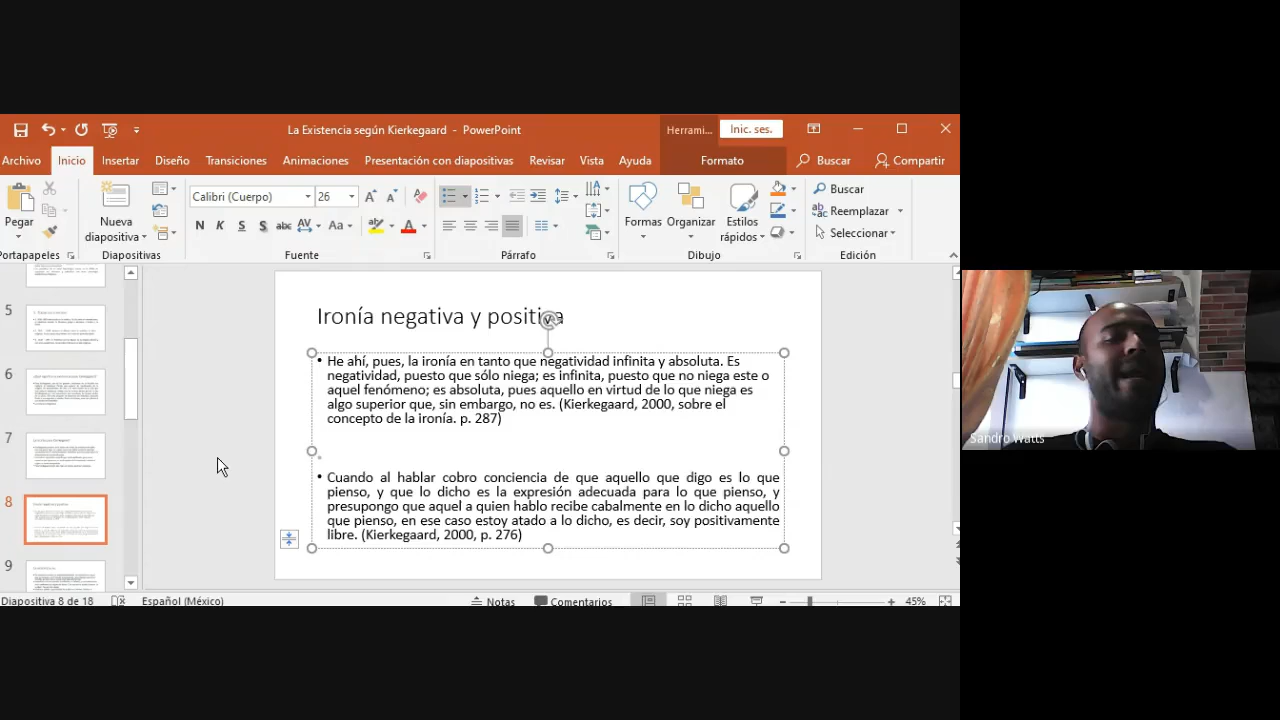 La Existencia según Kierkegaard - PowerPoint
Herrami...
Inic. ses.
Archivo
Inicio
Insertar
Diseño
Transiciones
Animaciones
Presentación con diapositivas
Revisar
Vista
Ayuda
Formato
Buscar
Compartir
Pegar
Nueva
diapositiva
Calibri (Cuerpo)
26
N K S S abc AV Aa A
Formas
Organizar
Estilos
rápidos
Buscar
Reemplazar
Seleccionar
Portapapeles
Diapositivas
Fuente
Párrafo
Dibujo
Edición
5
6
7
8
9
Ironía negativa y positiva
• He ahí, pues, la ironía en tanto que negatividad infinita y absoluta. Es
negatividad, puesto que sólo niega; es infinita, puesto que no niega este o
aquel fenómeno; es absoluta, pues aquello en virtud de lo que niega es
algo superior que, sin embargo, no es. (Kierkegaard, 2000, sobre el
concepto de la ironía. p. 287)
• Cuando al hablar cobro conciencia de que aquello que digo es lo que
pienso, y que lo dicho es la expresión adecuada para lo que pienso, y
presupongo que aquel a quien hablo recibe cabalmente en lo dicho aquello
que pienso, en ese caso estoy atado a lo dicho, es decir, soy positivamente
libre. (Kierkegaard, 2000, p. 276)
Sandro Watts
Diapositiva 8 de 18
Español (México)
Notas
Comentarios
45%